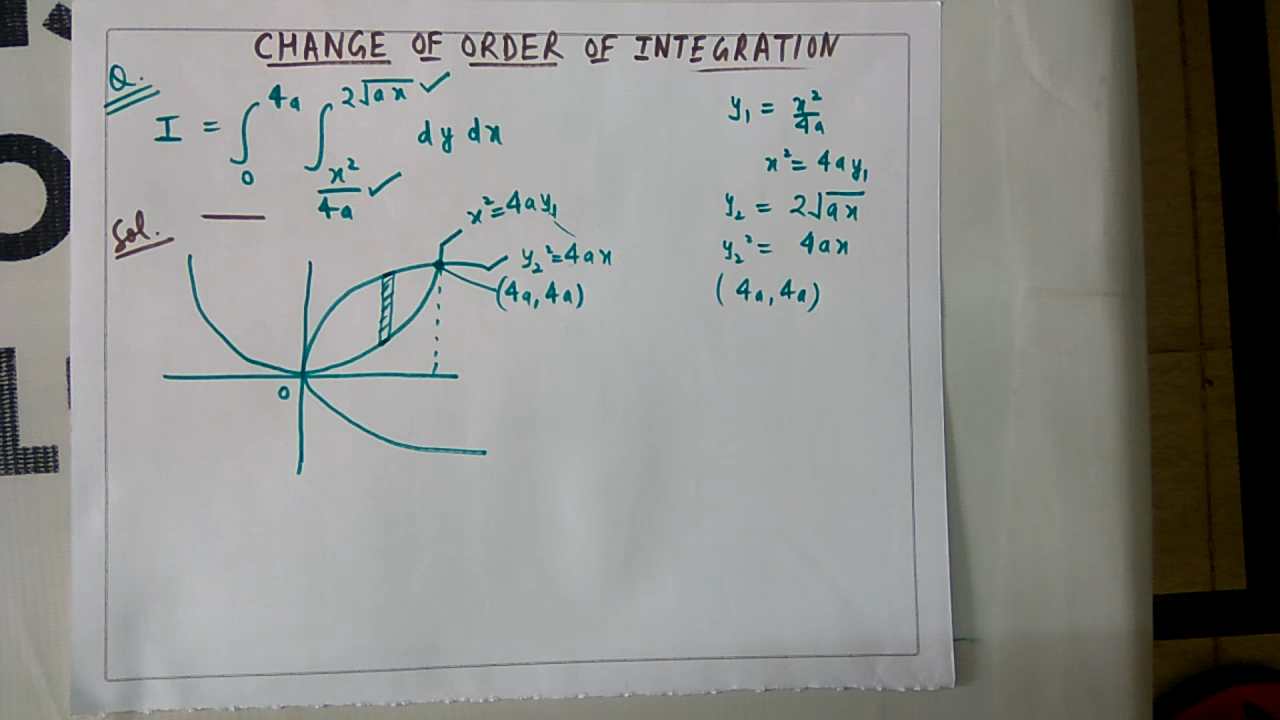 CHANGE OF ORDER OF INTEGRATION
Q.
I = ∫₀^{4a} ∫_{x²/4a}^{2√ax} dy dx
y₁ = x²/4a
x² = 4ay₁
y₂ = 2√ax
y₂² = 4ax
(4a, 4a)
Sol.
x²=4ay₁
y₂²=4ax
(4a, 4a)
0